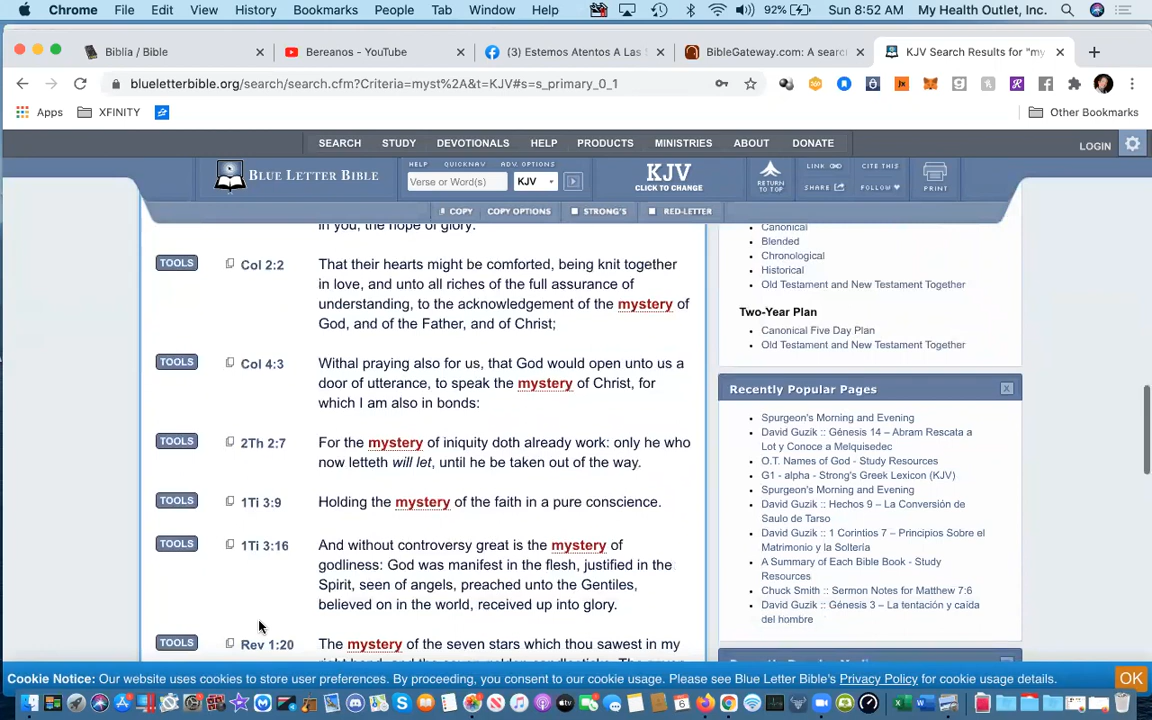 Chrome File Edit View History Bookmarks People Tab Window Help 92% Sun 8:52 AM My Health Outlet, Inc.
Biblia / Bible
Bereanos - YouTube
(3) Estemos Atentos A Las
BibleGateway.com: A sear
KJV Search Results for "my
blueletterbible.org/search/search.cfm?Criteria=myst%2A&t=KJV#s=s_primary_0_1
Apps XFINITY Other Bookmarks
SEARCH STUDY DEVOTIONALS HELP PRODUCTS MINISTRIES ABOUT DONATE LOGIN
BLUE LETTER BIBLE
HELP QUICKNAV ADV. OPTIONS
Verse or Word(s) KJV
KJV
CLICK TO CHANGE
RETURN
TO TOP
LINK CITE THIS
SHARE FOLLOW
PRINT
COPY COPY OPTIONS STRONG'S RED-LETTER
in you, the hope of glory:
TOOLS Col 2:2 That their hearts might be comforted, being knit together
in love, and unto all riches of the full assurance of
understanding, to the acknowledgement of the mystery of
God, and of the Father, and of Christ;
TOOLS Col 4:3 Withal praying also for us, that God would open unto us a
door of utterance, to speak the mystery of Christ, for
which I am also in bonds:
TOOLS 2Th 2:7 For the mystery of iniquity doth already work: only he who
now letteth will let, until he be taken out of the way.
TOOLS 1Ti 3:9 Holding the mystery of the faith in a pure conscience.
TOOLS 1Ti 3:16 And without controversy great is the mystery of
godliness: God was manifest in the flesh, justified in the
Spirit, seen of angels, preached unto the Gentiles,
believed on in the world, received up into glory.
TOOLS Rev 1:20 The mystery of the seven stars which thou sawest in my
Canonical
Blended
Chronological
Historical
Old Testament and New Testament Together
Two-Year Plan
Canonical Five Day Plan
Old Testament and New Testament Together
Recently Popular Pages
Spurgeon's Morning and Evening
David Guzik :: Génesis 14 – Abram Rescata a
Lot y Conoce a Melquisedec
O.T. Names of God - Study Resources
G1 - alpha - Strong's Greek Lexicon (KJV)
Spurgeon's Morning and Evening
David Guzik :: Hechos 9 – La Conversión de
Saulo de Tarso
David Guzik :: 1 Corintios 7 – Principios Sobre el
Matrimonio y la Soltería
A Summary of Each Bible Book - Study
Resources
Chuck Smith :: Sermon Notes for Matthew 7:6
David Guzik :: Génesis 3 – La tentación y caída
del hombre
Cookie Notice: Our website uses cookies to store user preferences. By proceeding, you consent to our cookie usage. Please see Blue Letter Bible's Privacy Policy for cookie usage details. OK